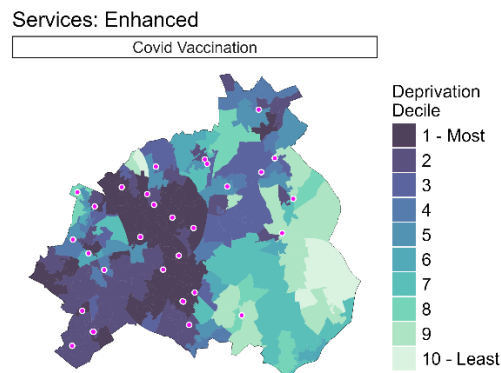 Services: Enhanced
Covid Vaccination
Deprivation
Decile
1 - Most
2
3
4
5
6
7
8
9
10 - Least